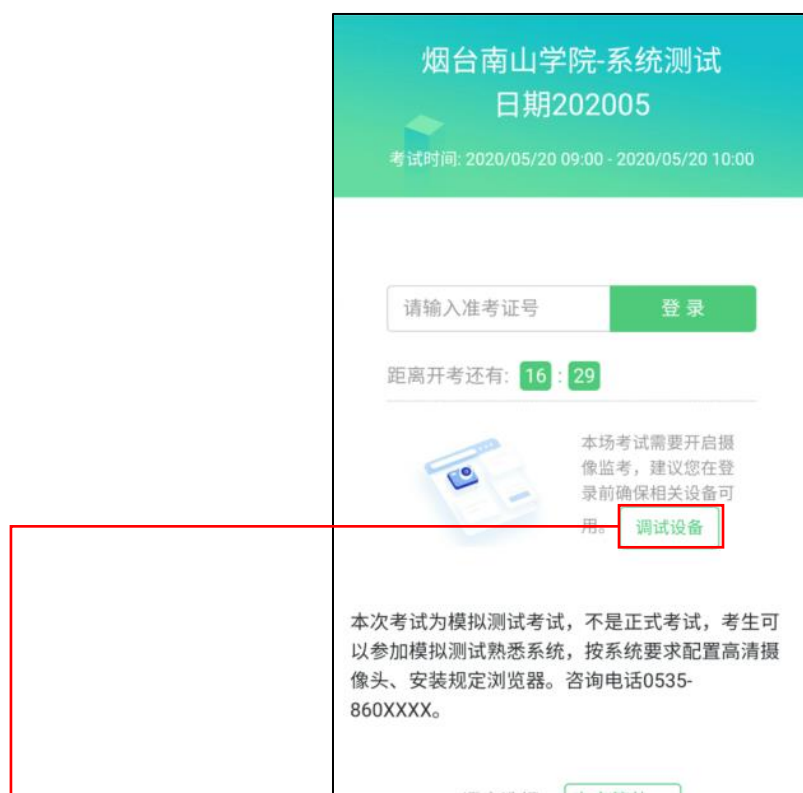 烟台南山学院-系统测试
日期202005
考试时间: 2020/05/20 09:00 - 2020/05/20 10:00
请输入准考证号
登 录
距离开考还有: 16 : 29
本场考试需要开启摄
像监考，建议您在登
录前确保相关设备可
用。 调试设备
本次考试为模拟测试考试，不是正式考试，考生可
以参加模拟测试熟悉系统，按系统要求配置高清摄
像头、安装规定浏览器。咨询电话0535-
860XXXX。